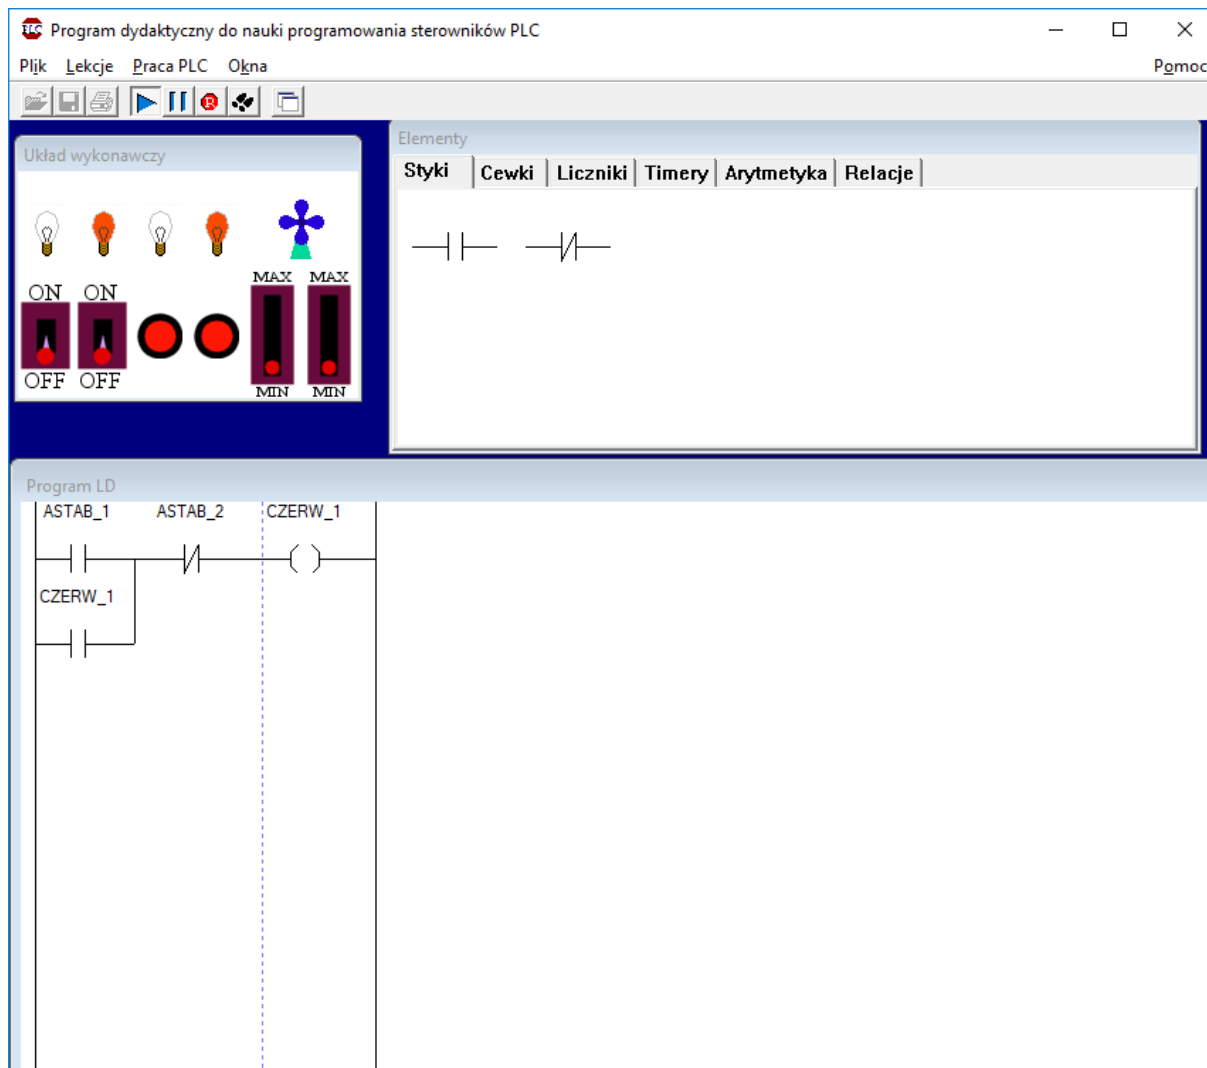 Program dydaktyczny do nauki programowania sterowników PLC
Plik Lekcje Praca PLC Okna Pomoc
R
Układ wykonawczy
MAX MAX
ON ON
OFF OFF
MIN MIN
Elementy
Styki Cewki Liczniki Timery Arytmetyka Relacje
Program LD
ASTAB_1 ASTAB_2 CZERW_1
CZERW_1